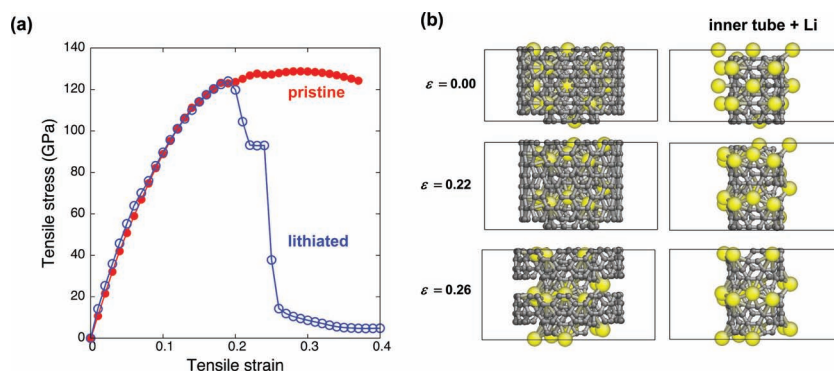 (a)
140
120
100
80
60
40
20
0
Tensile stress (GPa)
0
0.1
0.2
0.3
0.4
Tensile strain
pristine
lithiated
(b)
inner tube + Li
ε = 0.00
ε = 0.22
ε = 0.26